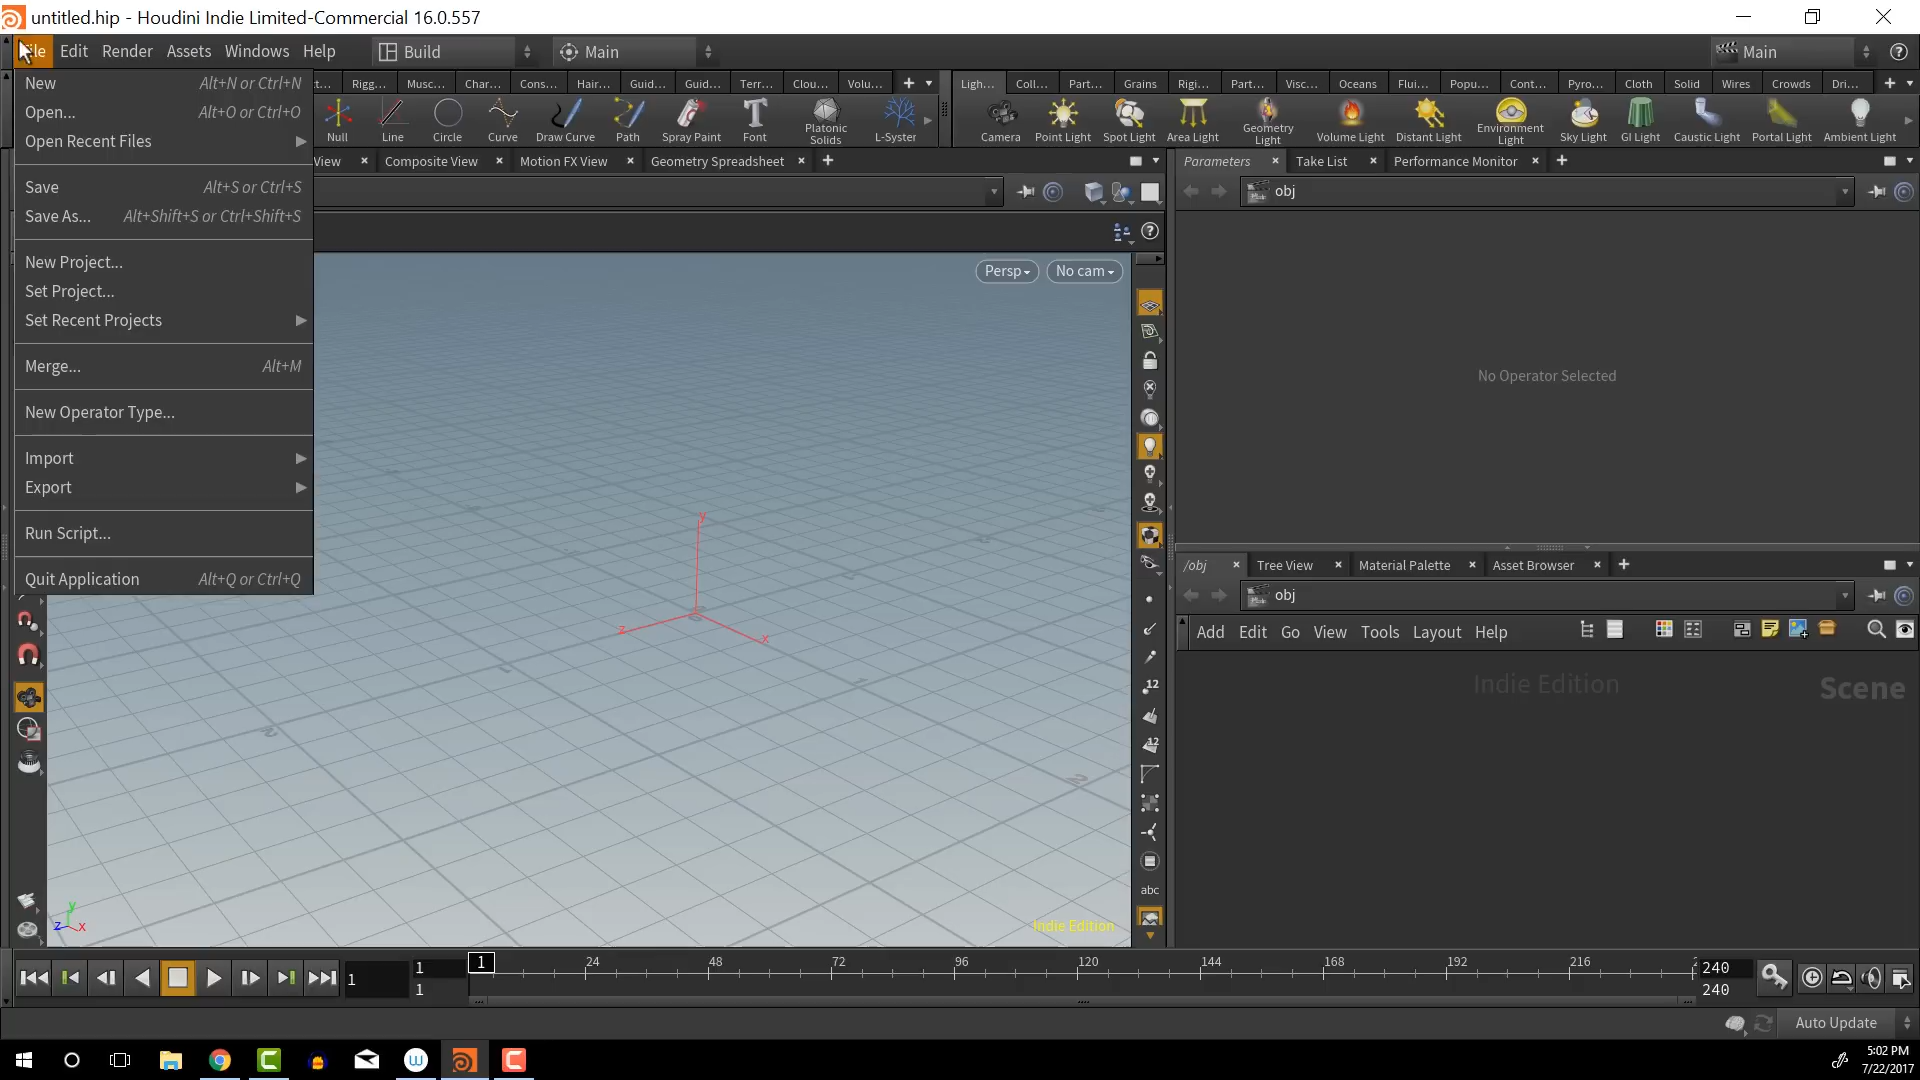 untitled.hip - Houdini Indie Limited-Commercial 16.0.557
Edit Render Assets Windows Help Build Main Main
New Alt+N or Ctrl+N
Open... Alt+O or Ctrl+O
Open Recent Files
Save Alt+S or Ctrl+S
Save As... Alt+Shift+S or Ctrl+Shift+S
New Project...
Set Project...
Set Recent Projects
Merge... Alt+M
New Operator Type...
Import
Export
Run Script...
Quit Application Alt+Q or Ctrl+Q
Rigg... Musc... Char... Cons... Hair... Guid... Guid... Terr... Clou... Volu...
Null Line Circle Curve Draw Curve Path Spray Paint Font Platonic Solids L-Syster
Ligh... Coll... Part... Grains Rigi... Part... Visc... Oceans Flui... Popu... Cont... Pyro... Cloth Solid Wires Crowds Dri...
Camera Point Light Spot Light Area Light Geometry Light Volume Light Distant Light Environment Light Sky Light GI Light Caustic Light Portal Light Ambient Light
View Composite View Motion FX View Geometry Spreadsheet
Parameters Take List Performance Monitor
obj
Persp No cam
No Operator Selected
y
z x
/obj Tree View Material Palette Asset Browser
obj
Add Edit Go View Tools Layout Help
Indie Edition Scene
12
12
abc
y
z x
Indie Edition
1 1 1 1 24 48 72 96 120 144 168 192 216 240
240
Auto Update
5:02 PM
7/22/2017